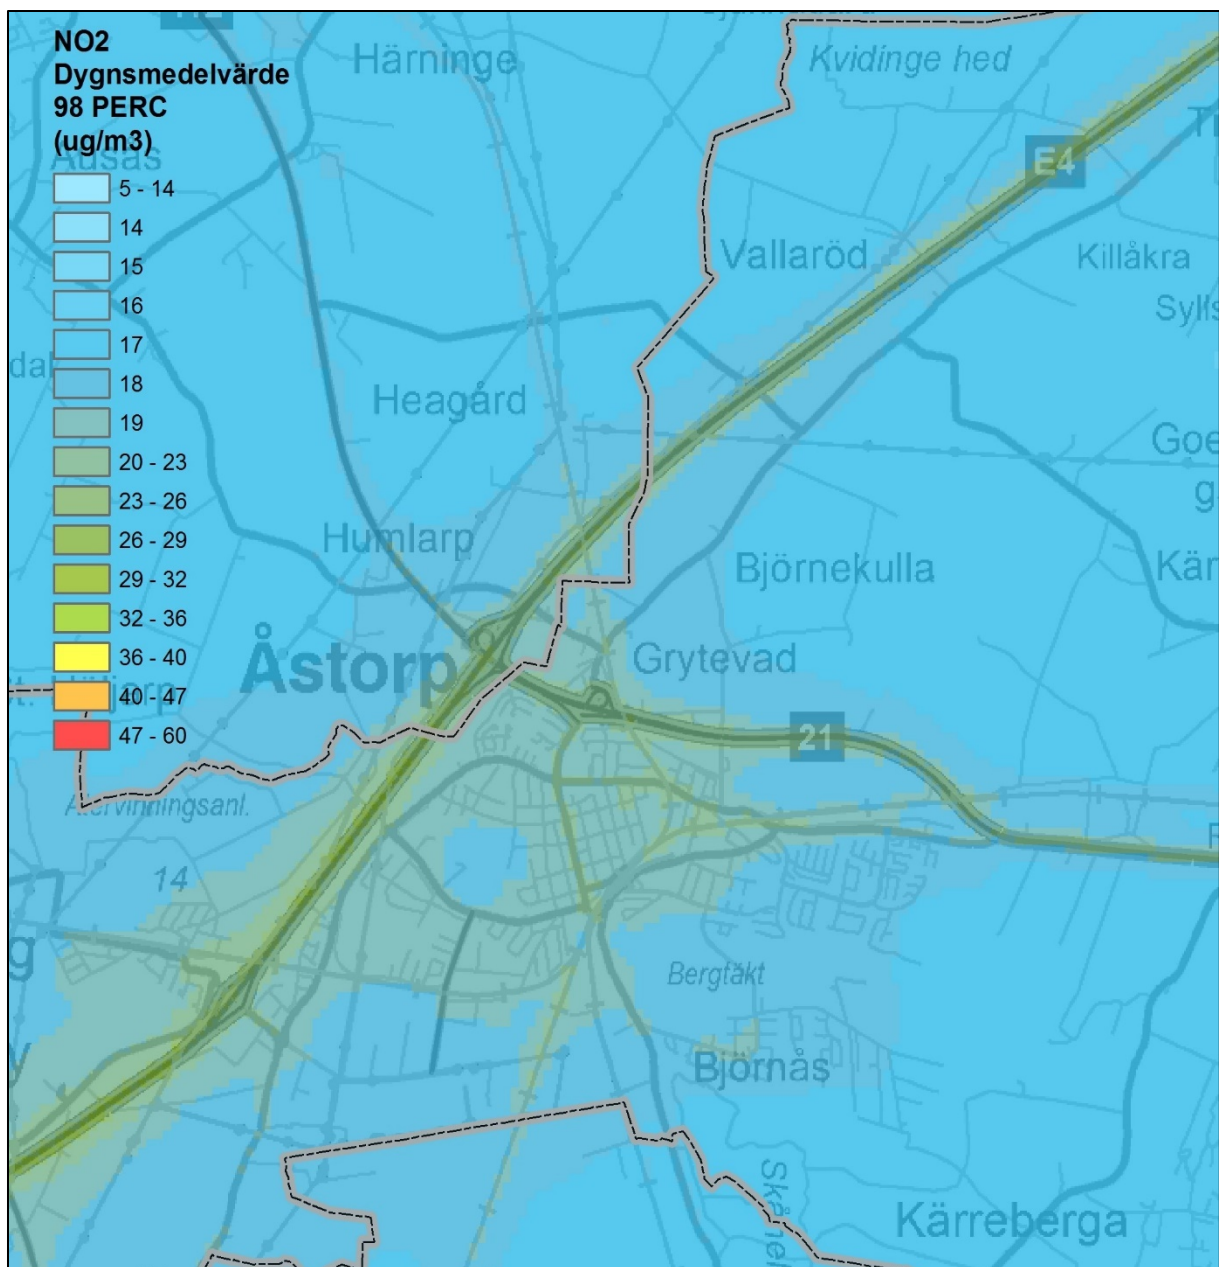 NO2
Dygnsmedelvärde
98 PERC
(ug/m3)
5 - 14
14
15
16
17
18
19
20 - 23
23 - 26
26 - 29
29 - 32
32 - 36
36 - 40
40 - 47
47 - 60
Härninge
Kvidinge hed
E4
Vallaröd
Killåkra
Heagård
Humlarp
Björnekulla
Åstorp
Grytevad
21
14
Bergtäkt
Björnås
Kärreberga